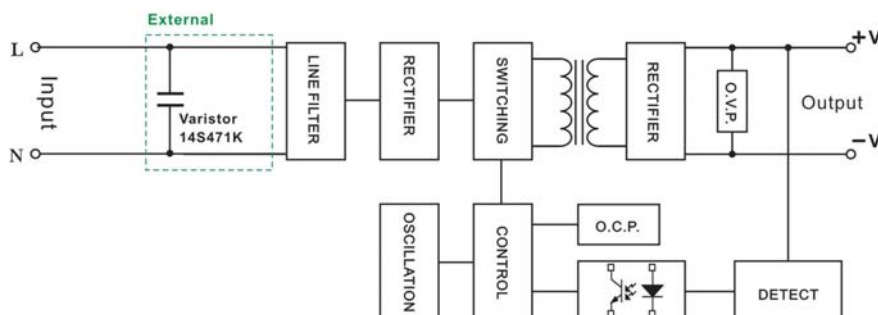 External
L
+V
Input
Varistor
14S471K
LINE FILTER
RECTIFIER
SWITCHING
RECTIFIER
O.V.P.
Output
N
−V
OSCILLATION
CONTROL
O.C.P.
DETECT